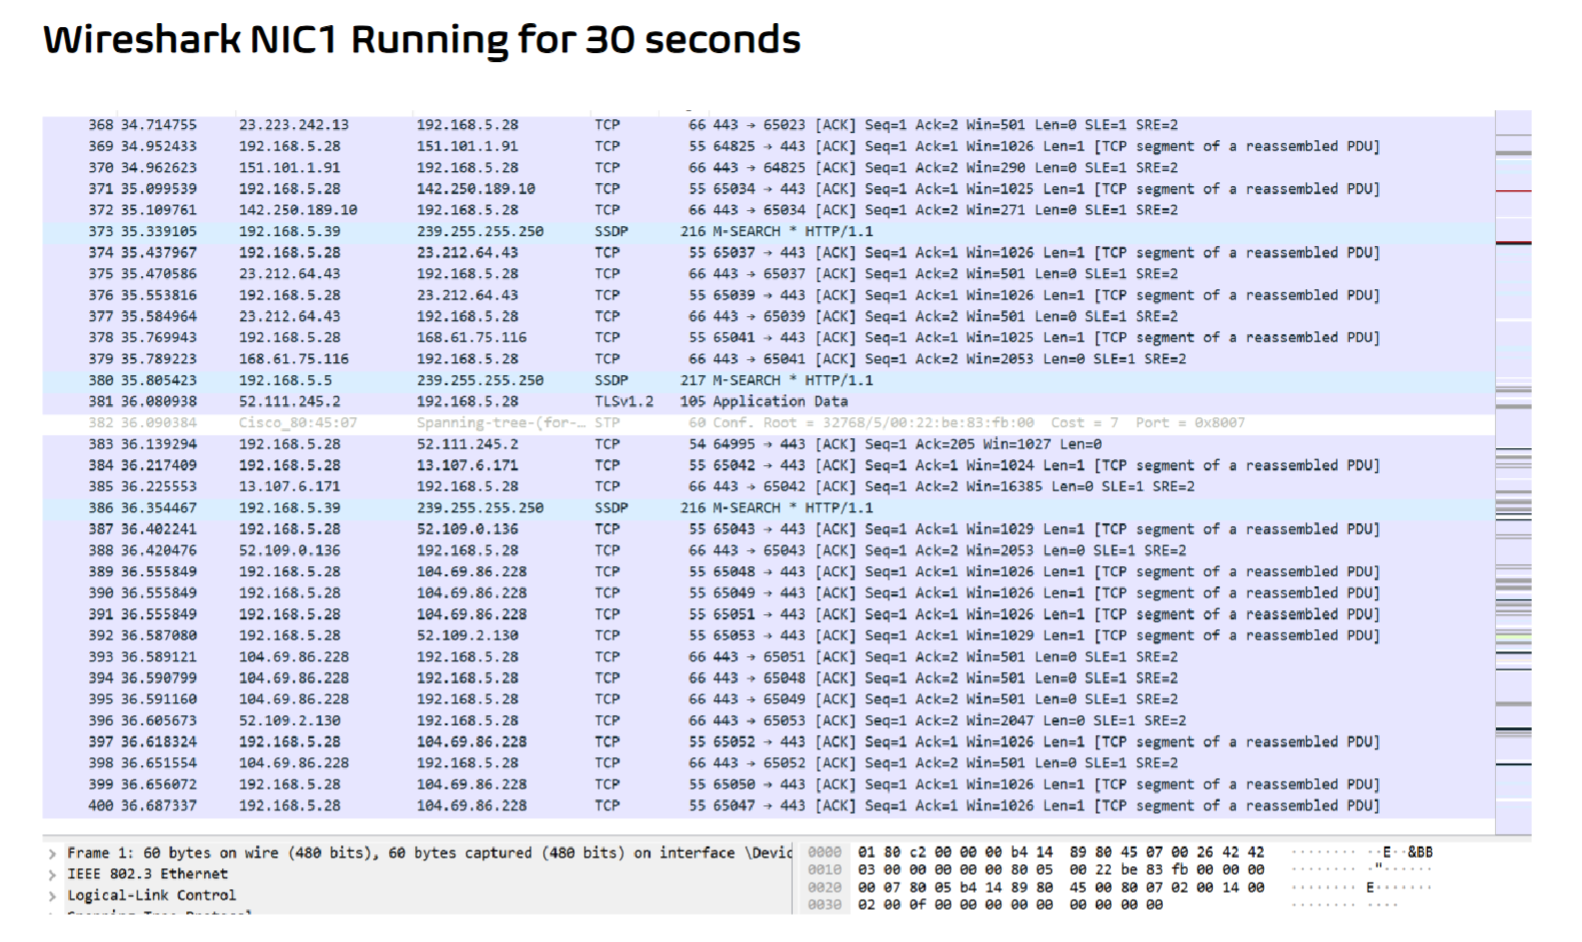 Wireshark NIC1 Running for 30 seconds
368 34.714755 23.223.242.13 192.168.5.28 TCP 66 443 → 65023 [ACK] Seq=1 Ack=2 Win=501 Len=0 SLE=1 SRE=2
369 34.952433 192.168.5.28 151.101.1.91 TCP 55 64825 → 443 [ACK] Seq=1 Ack=1 Win=1026 Len=1 [TCP segment of a reassembled PDU]
370 34.962623 151.101.1.91 192.168.5.28 TCP 66 443 → 64825 [ACK] Seq=1 Ack=2 Win=290 Len=0 SLE=1 SRE=2
371 35.099539 192.168.5.28 142.250.189.10 TCP 55 65034 → 443 [ACK] Seq=1 Ack=1 Win=1025 Len=1 [TCP segment of a reassembled PDU]
372 35.109761 142.250.189.10 192.168.5.28 TCP 66 443 → 65034 [ACK] Seq=1 Ack=2 Win=271 Len=0 SLE=1 SRE=2
373 35.339105 192.168.5.39 239.255.255.250 SSDP 216 M-SEARCH * HTTP/1.1
374 35.437967 192.168.5.28 23.212.64.43 TCP 55 65037 → 443 [ACK] Seq=1 Ack=1 Win=1026 Len=1 [TCP segment of a reassembled PDU]
375 35.470586 23.212.64.43 192.168.5.28 TCP 66 443 → 65037 [ACK] Seq=1 Ack=2 Win=501 Len=0 SLE=1 SRE=2
376 35.553816 192.168.5.28 23.212.64.43 TCP 55 65039 → 443 [ACK] Seq=1 Ack=1 Win=1026 Len=1 [TCP segment of a reassembled PDU]
377 35.584964 23.212.64.43 192.168.5.28 TCP 66 443 → 65039 [ACK] Seq=1 Ack=2 Win=501 Len=0 SLE=1 SRE=2
378 35.769943 192.168.5.28 168.61.75.116 TCP 55 65041 → 443 [ACK] Seq=1 Ack=1 Win=1025 Len=1 [TCP segment of a reassembled PDU]
379 35.789223 168.61.75.116 192.168.5.28 TCP 66 443 → 65041 [ACK] Seq=1 Ack=2 Win=2053 Len=0 SLE=1 SRE=2
380 35.805423 192.168.5.5 239.255.255.250 SSDP 217 M-SEARCH * HTTP/1.1
381 36.080938 52.111.245.2 192.168.5.28 TLSv1.2 105 Application Data
382 36.090384 Cisco_80:45:07 Spanning-tree-(for-… STP 60 Conf. Root = 32768/5/00:22:be:83:fb:00 Cost = 7 Port = 0x8007
383 36.139294 192.168.5.28 52.111.245.2 TCP 54 64995 → 443 [ACK] Seq=1 Ack=205 Win=1027 Len=0
384 36.217409 192.168.5.28 13.107.6.171 TCP 55 65042 → 443 [ACK] Seq=1 Ack=1 Win=1024 Len=1 [TCP segment of a reassembled PDU]
385 36.225553 13.107.6.171 192.168.5.28 TCP 66 443 → 65042 [ACK] Seq=1 Ack=2 Win=16385 Len=0 SLE=1 SRE=2
386 36.354467 192.168.5.39 239.255.255.250 SSDP 216 M-SEARCH * HTTP/1.1
387 36.402241 192.168.5.28 52.109.0.136 TCP 55 65043 → 443 [ACK] Seq=1 Ack=1 Win=1029 Len=1 [TCP segment of a reassembled PDU]
388 36.420476 52.109.0.136 192.168.5.28 TCP 66 443 → 65043 [ACK] Seq=1 Ack=2 Win=2053 Len=0 SLE=1 SRE=2
389 36.555849 192.168.5.28 104.69.86.228 TCP 55 65048 → 443 [ACK] Seq=1 Ack=1 Win=1026 Len=1 [TCP segment of a reassembled PDU]
390 36.555849 192.168.5.28 104.69.86.228 TCP 55 65049 → 443 [ACK] Seq=1 Ack=1 Win=1026 Len=1 [TCP segment of a reassembled PDU]
391 36.555849 192.168.5.28 104.69.86.228 TCP 55 65051 → 443 [ACK] Seq=1 Ack=1 Win=1026 Len=1 [TCP segment of a reassembled PDU]
392 36.587080 192.168.5.28 52.109.2.130 TCP 55 65053 → 443 [ACK] Seq=1 Ack=1 Win=1029 Len=1 [TCP segment of a reassembled PDU]
393 36.589121 104.69.86.228 192.168.5.28 TCP 66 443 → 65051 [ACK] Seq=1 Ack=2 Win=501 Len=0 SLE=1 SRE=2
394 36.590799 104.69.86.228 192.168.5.28 TCP 66 443 → 65048 [ACK] Seq=1 Ack=2 Win=501 Len=0 SLE=1 SRE=2
395 36.591160 104.69.86.228 192.168.5.28 TCP 66 443 → 65049 [ACK] Seq=1 Ack=2 Win=501 Len=0 SLE=1 SRE=2
396 36.605673 52.109.2.130 192.168.5.28 TCP 66 443 → 65053 [ACK] Seq=1 Ack=2 Win=2047 Len=0 SLE=1 SRE=2
397 36.618324 192.168.5.28 104.69.86.228 TCP 55 65052 → 443 [ACK] Seq=1 Ack=1 Win=1026 Len=1 [TCP segment of a reassembled PDU]
398 36.651554 104.69.86.228 192.168.5.28 TCP 66 443 → 65052 [ACK] Seq=1 Ack=2 Win=501 Len=0 SLE=1 SRE=2
399 36.656072 192.168.5.28 104.69.86.228 TCP 55 65050 → 443 [ACK] Seq=1 Ack=1 Win=1026 Len=1 [TCP segment of a reassembled PDU]
400 36.687337 192.168.5.28 104.69.86.228 TCP 55 65047 → 443 [ACK] Seq=1 Ack=1 Win=1026 Len=1 [TCP segment of a reassembled PDU]
> Frame 1: 60 bytes on wire (480 bits), 60 bytes captured (480 bits) on interface \Devic
> IEEE 802.3 Ethernet
> Logical-Link Control
0000 01 80 c2 00 00 00 b4 14 89 80 45 07 00 26 42 42 ········ ··E··&BB
0010 03 00 00 00 00 00 80 05 00 22 be 83 fb 00 00 00 ········ ·"······
0020 00 07 80 05 b4 14 89 80 45 00 80 07 02 00 14 00 ········ E·······
0030 02 00 0f 00 00 00 00 00 00 00 00 00 ········ ····